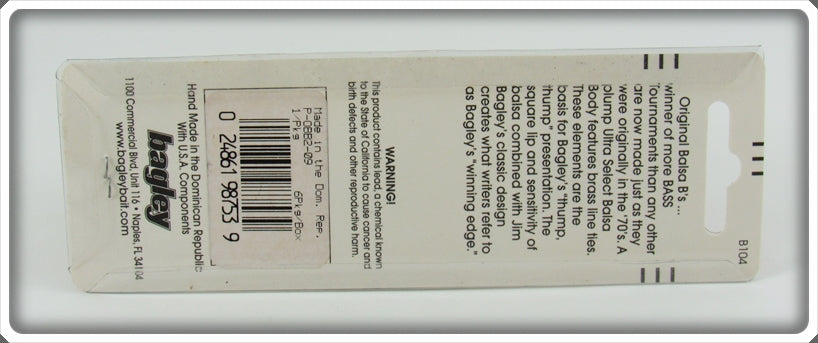 B104
Original Balsa B's ...
winner of more BASS
Tournaments than any other
are now made just as they
were originally in the '70's. A
plump Ultra Select Balsa
Body features brass line ties.
These elements are the
basis for Bagley's "thump,
thump" presentation. The
square lip and sensitivity of
balsa combined with Jim
Bagley's classic design
creates what writers refer to
as Bagley's "winning edge."
WARNING!
This product contains lead, a chemical known
to the State of California to cause cancer and
birth defects and other reproductive harm.
Made in the Dom. Rep.
P-OBB2-09
1/Pkg 6Pkg/Box
0 24861 98753 9
Hand Made in the Dominican Republic
With U.S.A. Components
bagley
1100 Commercial Blvd, Unit 116 • Naples, FL 34104
www.bagleybait.com